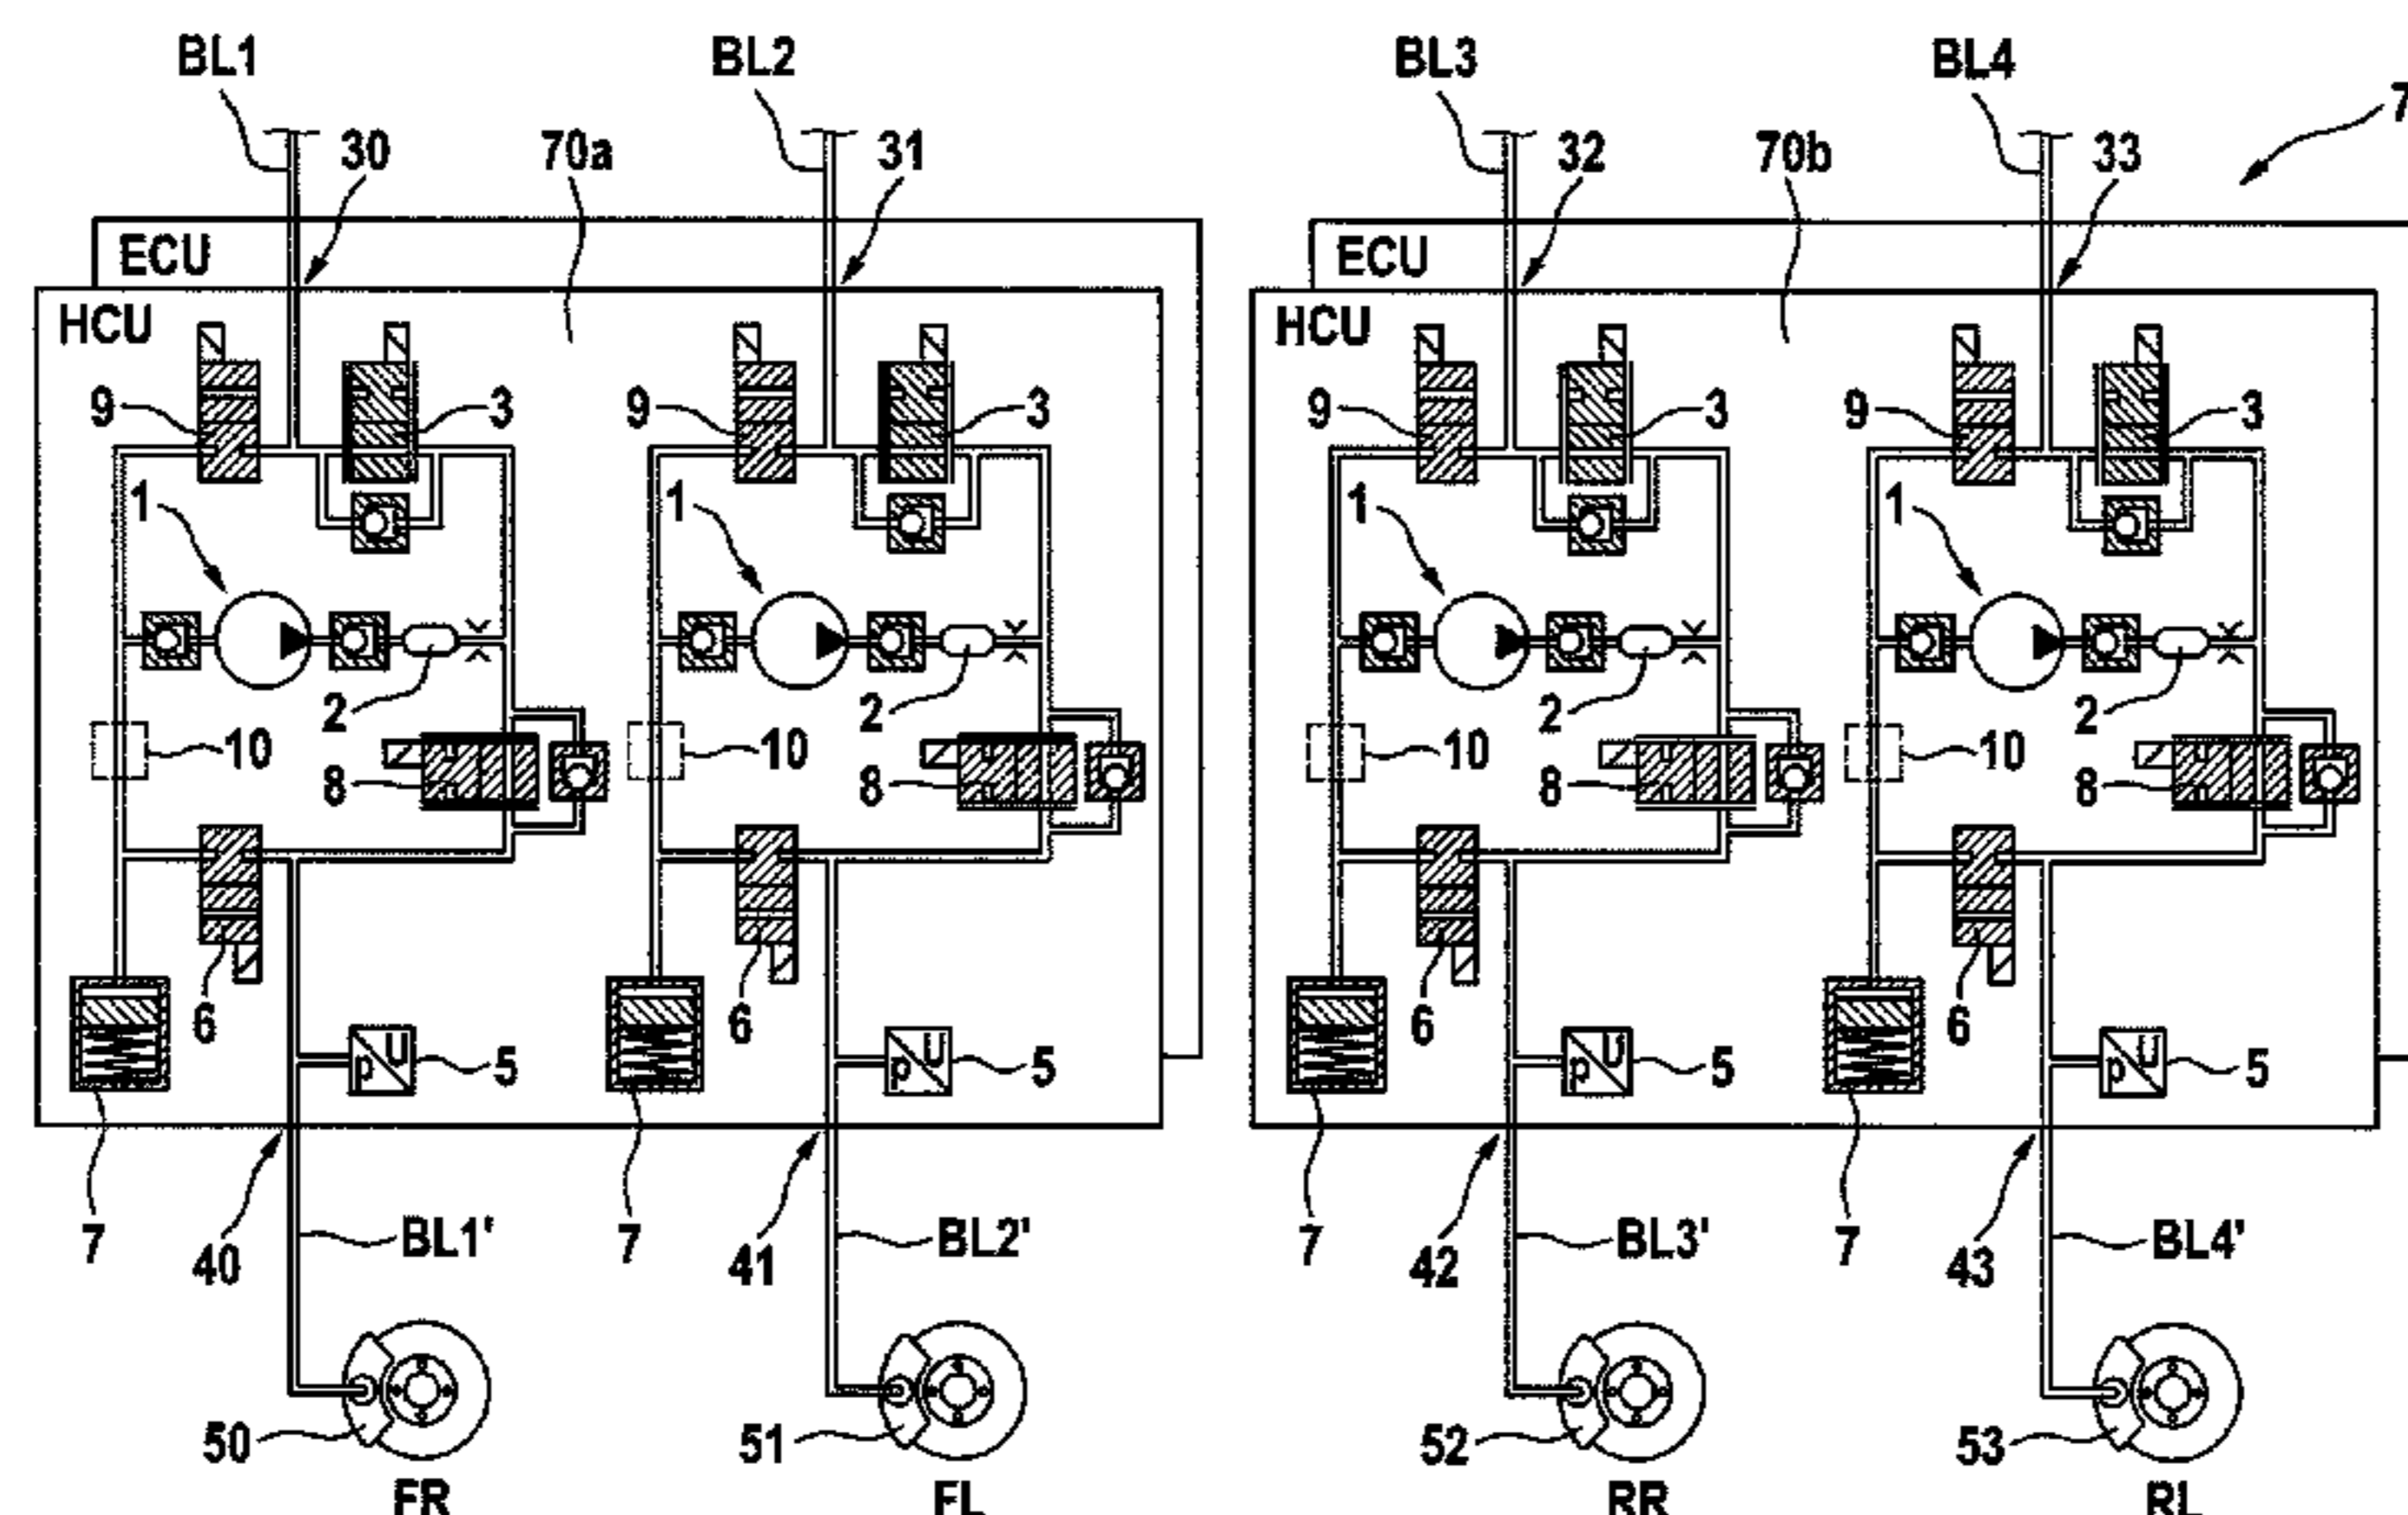 BL1 BL2 BL3 BL4
30 70a 31 32 70b 33 7
ECU ECU
HCU HCU
9 3 9 3 9 3 9 3
1 1 1 1
2 2 2 2
10 10 10 10
8 8 8 8
6 6 6 6
p U 5 p U 5 p U 5 p U 5
7 40 BL1' 7 41 BL2' 7 42 BL3' 7 43 BL4'
50 51 52 53
FR FL RR RL